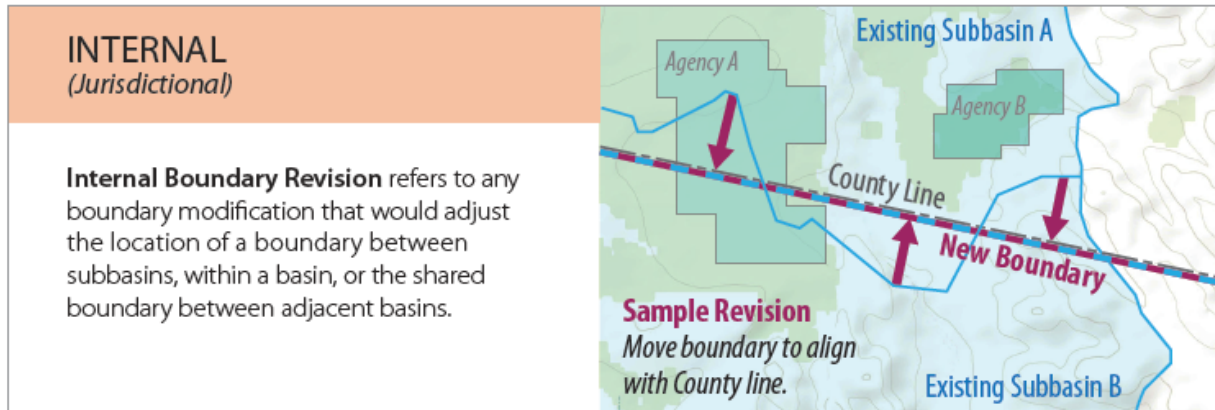 INTERNAL
(Jurisdictional)
Internal Boundary Revision refers to any
boundary modification that would adjust
the location of a boundary between
subbasins, within a basin, or the shared
boundary between adjacent basins.
Existing Subbasin A
Agency A
Agency B
County Line
New Boundary
Sample Revision
Move boundary to align
with County line.
Existing Subbasin B